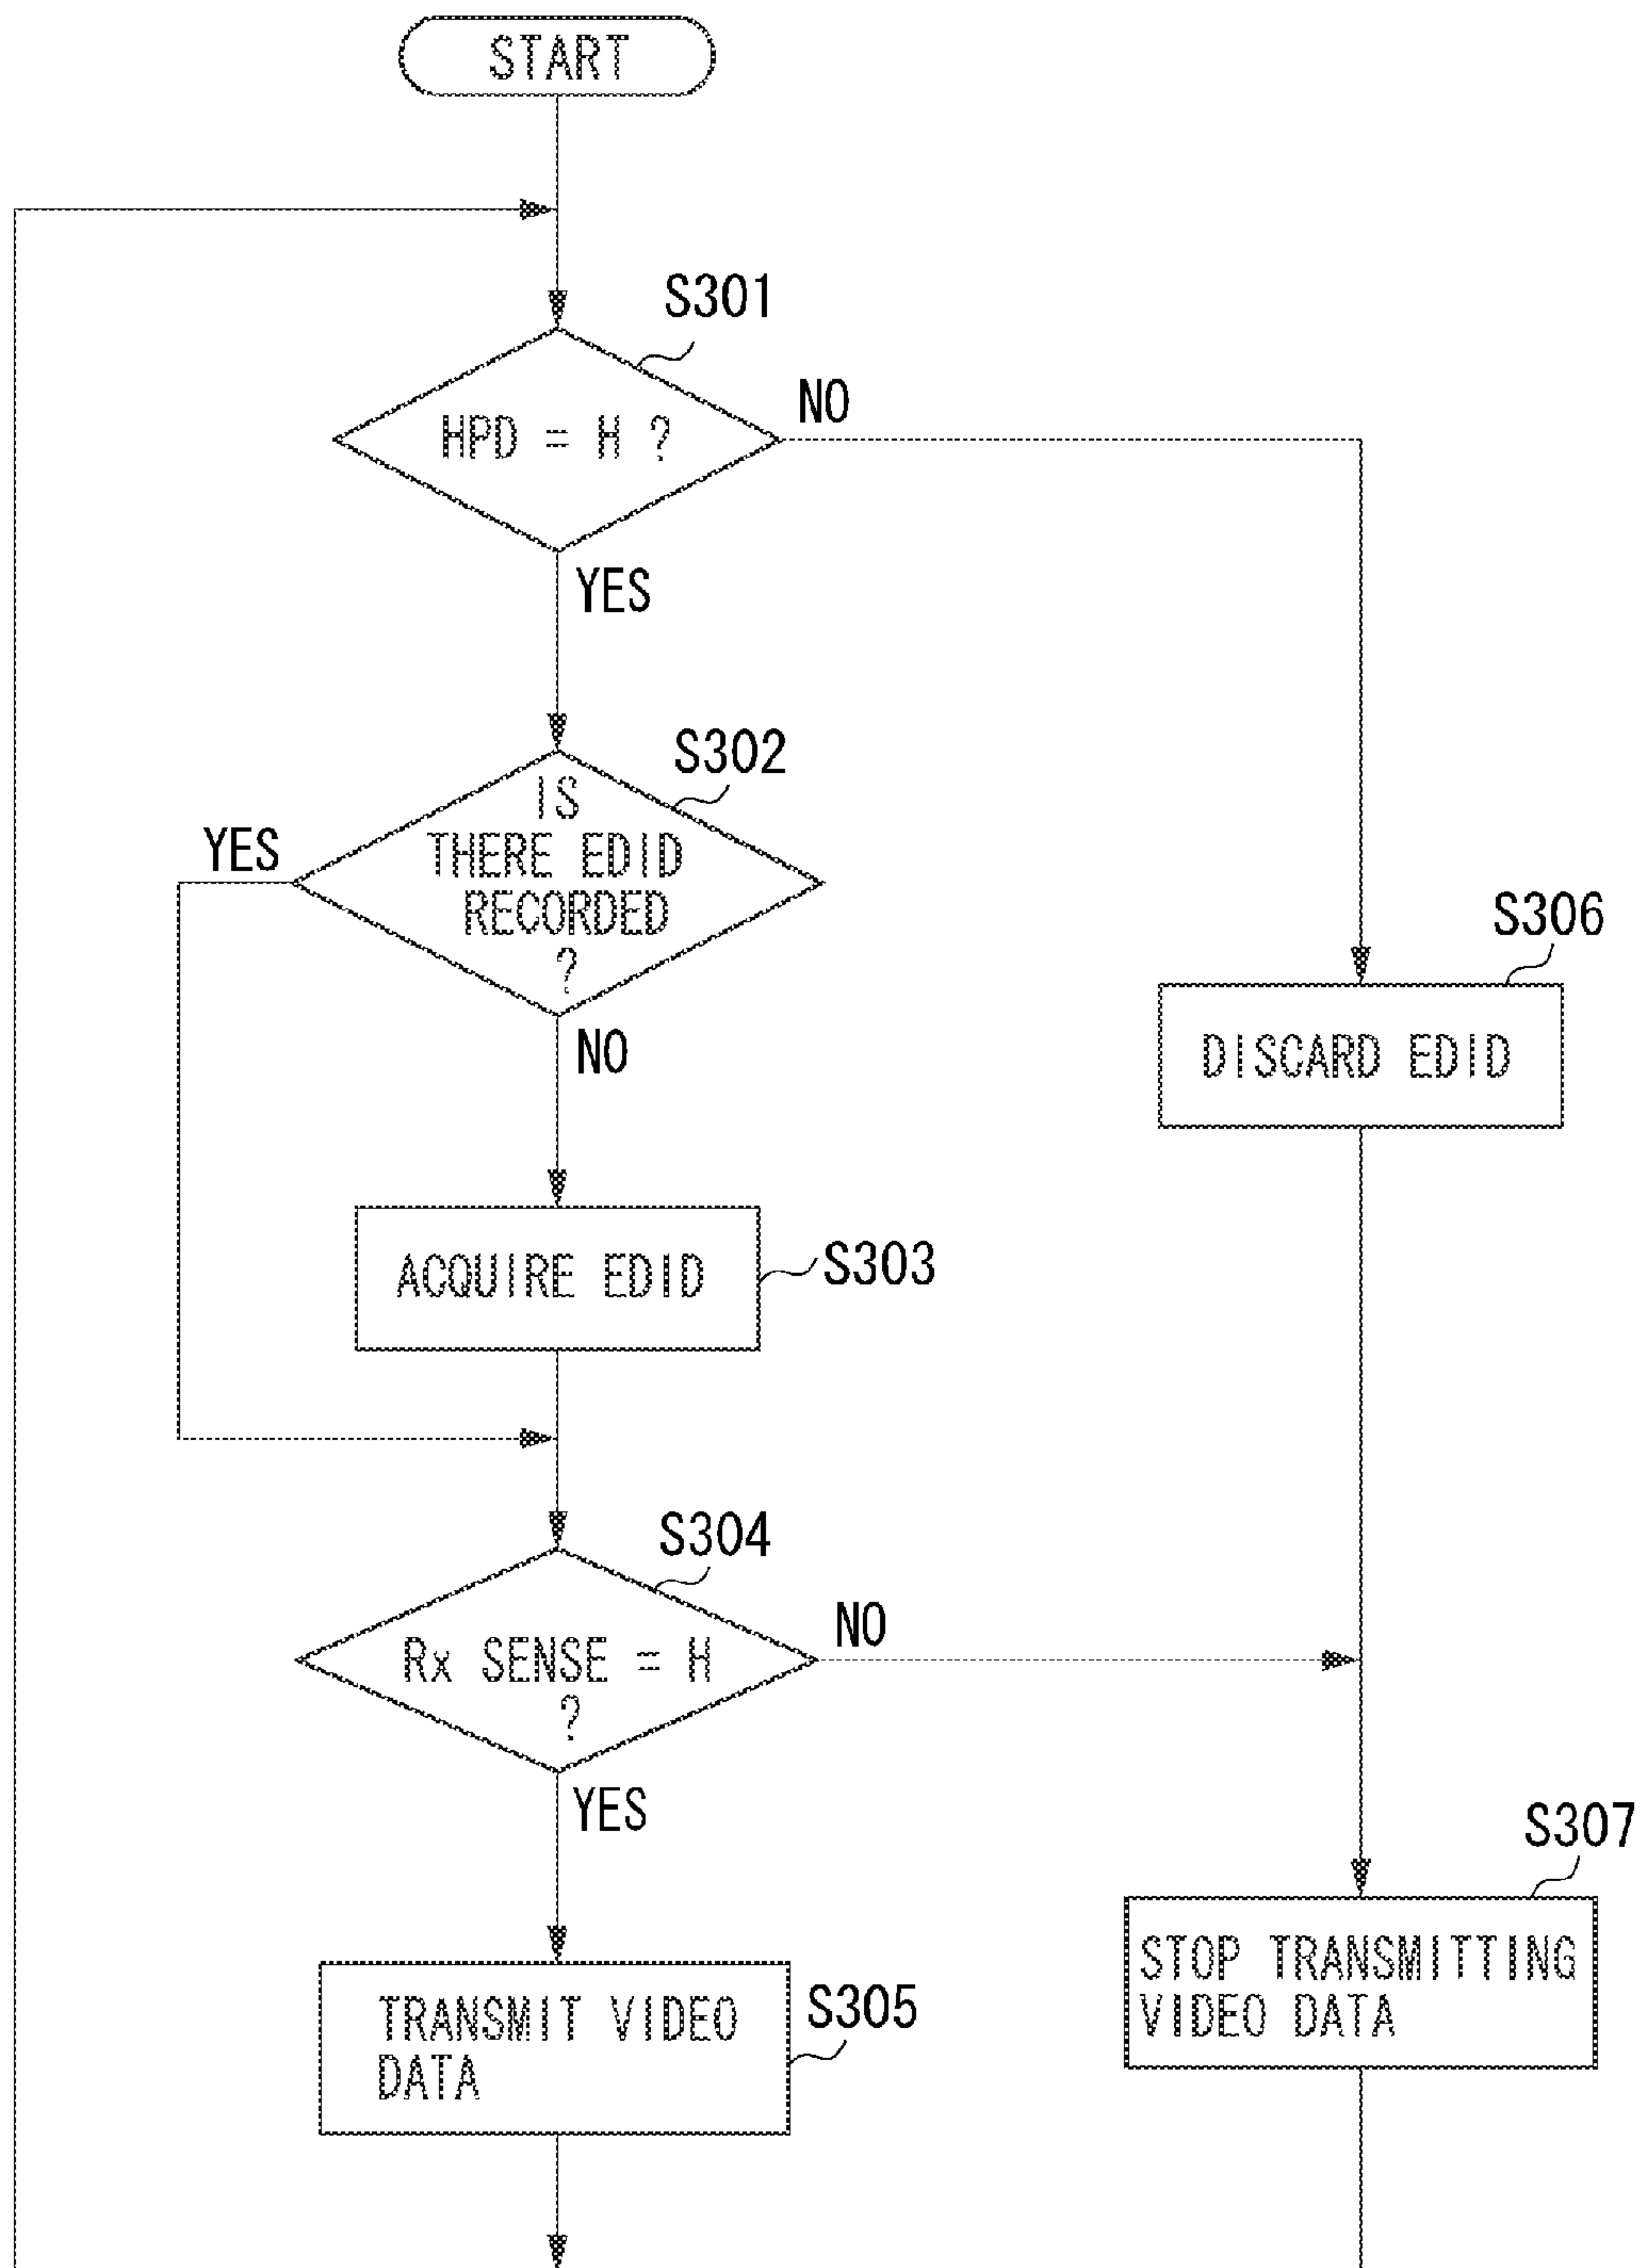 START
S301
HPD = H ?
NO
YES
S302
IS
THERE EDID
RECORDED
?
YES
NO
S306
DISCARD EDID
ACQUIRE EDID
S303
S304
Rx SENSE = H
?
NO
YES
S307
STOP TRANSMITTING
VIDEO DATA
TRANSMIT VIDEO
DATA
S305